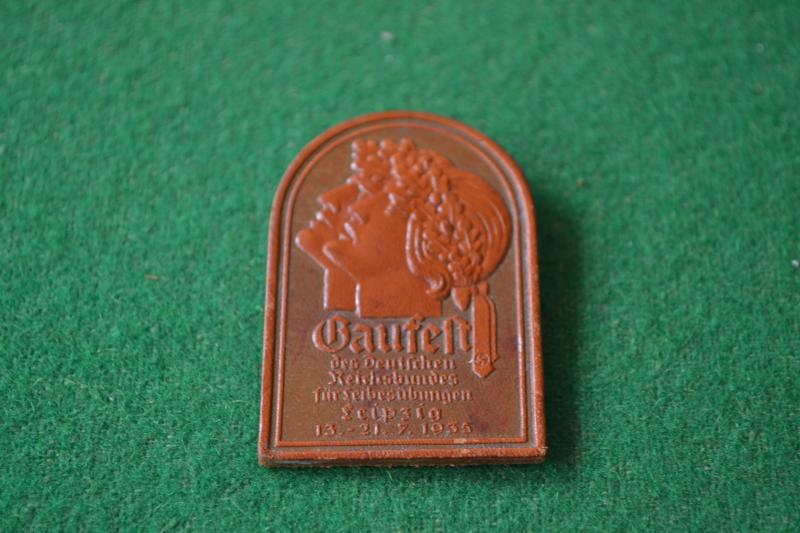 Gaufest
des Deutschen
Reichsbundes
für Leibesübungen
Leipzig
13.-21. 7. 1935